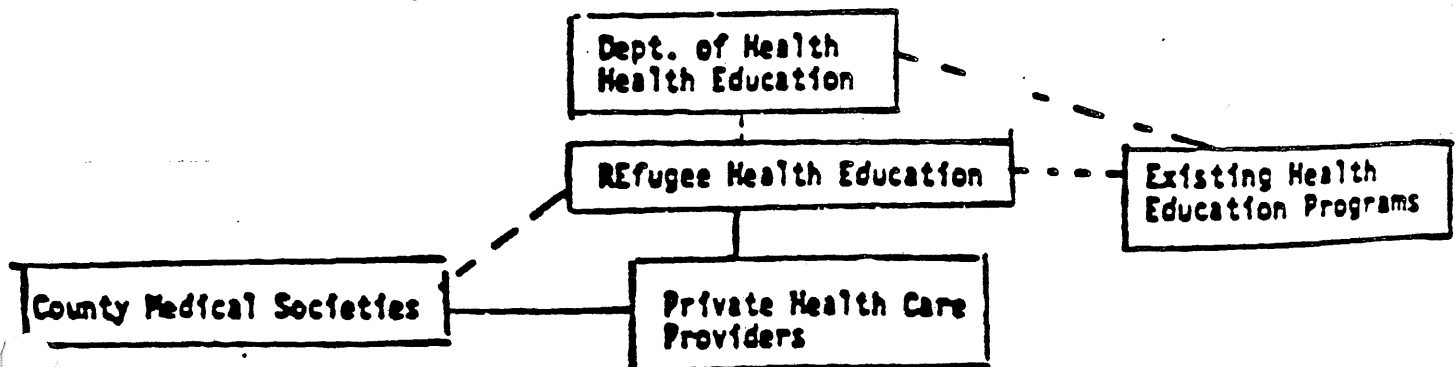 Dept. of Health
Health Education
REfugee Health Education
Existing Health
Education Programs
County Medical Societies
Private Health Care
Providers